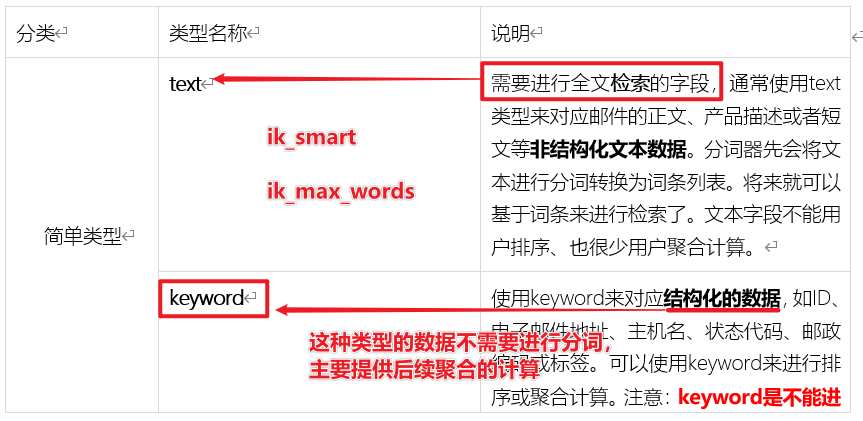 分类
类型名称
说明
简单类型
text
ik_smart
ik_max_words
需要进行全文检索的字段，通常使用text
类型来对应邮件的正文、产品描述或者短
文等非结构化文本数据。分词器先会将文
本进行分词转换为词条列表。将来就可以
基于词条来进行检索了。文本字段不能用
户排序、也很少用户聚合计算。
keyword
这种类型的数据不需要进行分词，
主要提供后续聚合的计算
使用keyword来对应结构化的数据，如ID、
电子邮件地址、主机名、状态代码、邮政
编码或标签。可以使用keyword来进行排
序或聚合计算。注意：keyword是不能进